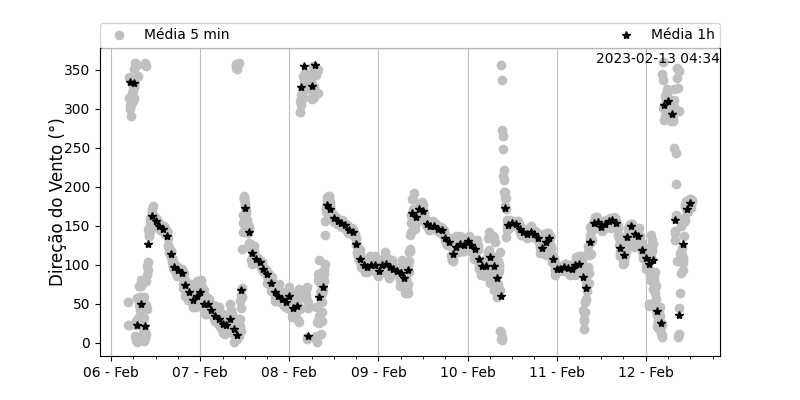 Média 5 min
Média 1h
2023-02-13 04:34
Direção do Vento (°)
350
300
250
200
150
100
50
0
06 - Feb
07 - Feb
08 - Feb
09 - Feb
10 - Feb
11 - Feb
12 - Feb